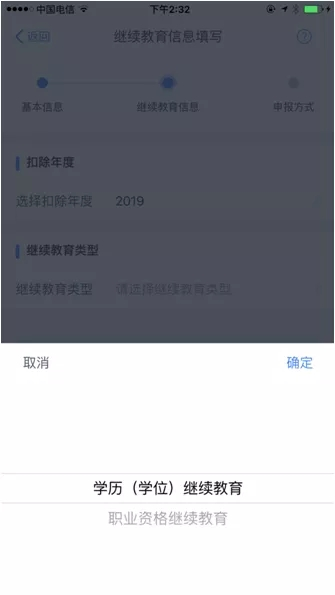 中国电信 下午2:32
返回 继续教育信息填写 ?
基本信息 继续教育信息 申报方式
扣除年度
选择扣除年度 2019
继续教育类型
继续教育类型 请选择继续教育类型
取消 确定
学历（学位）继续教育
职业资格继续教育